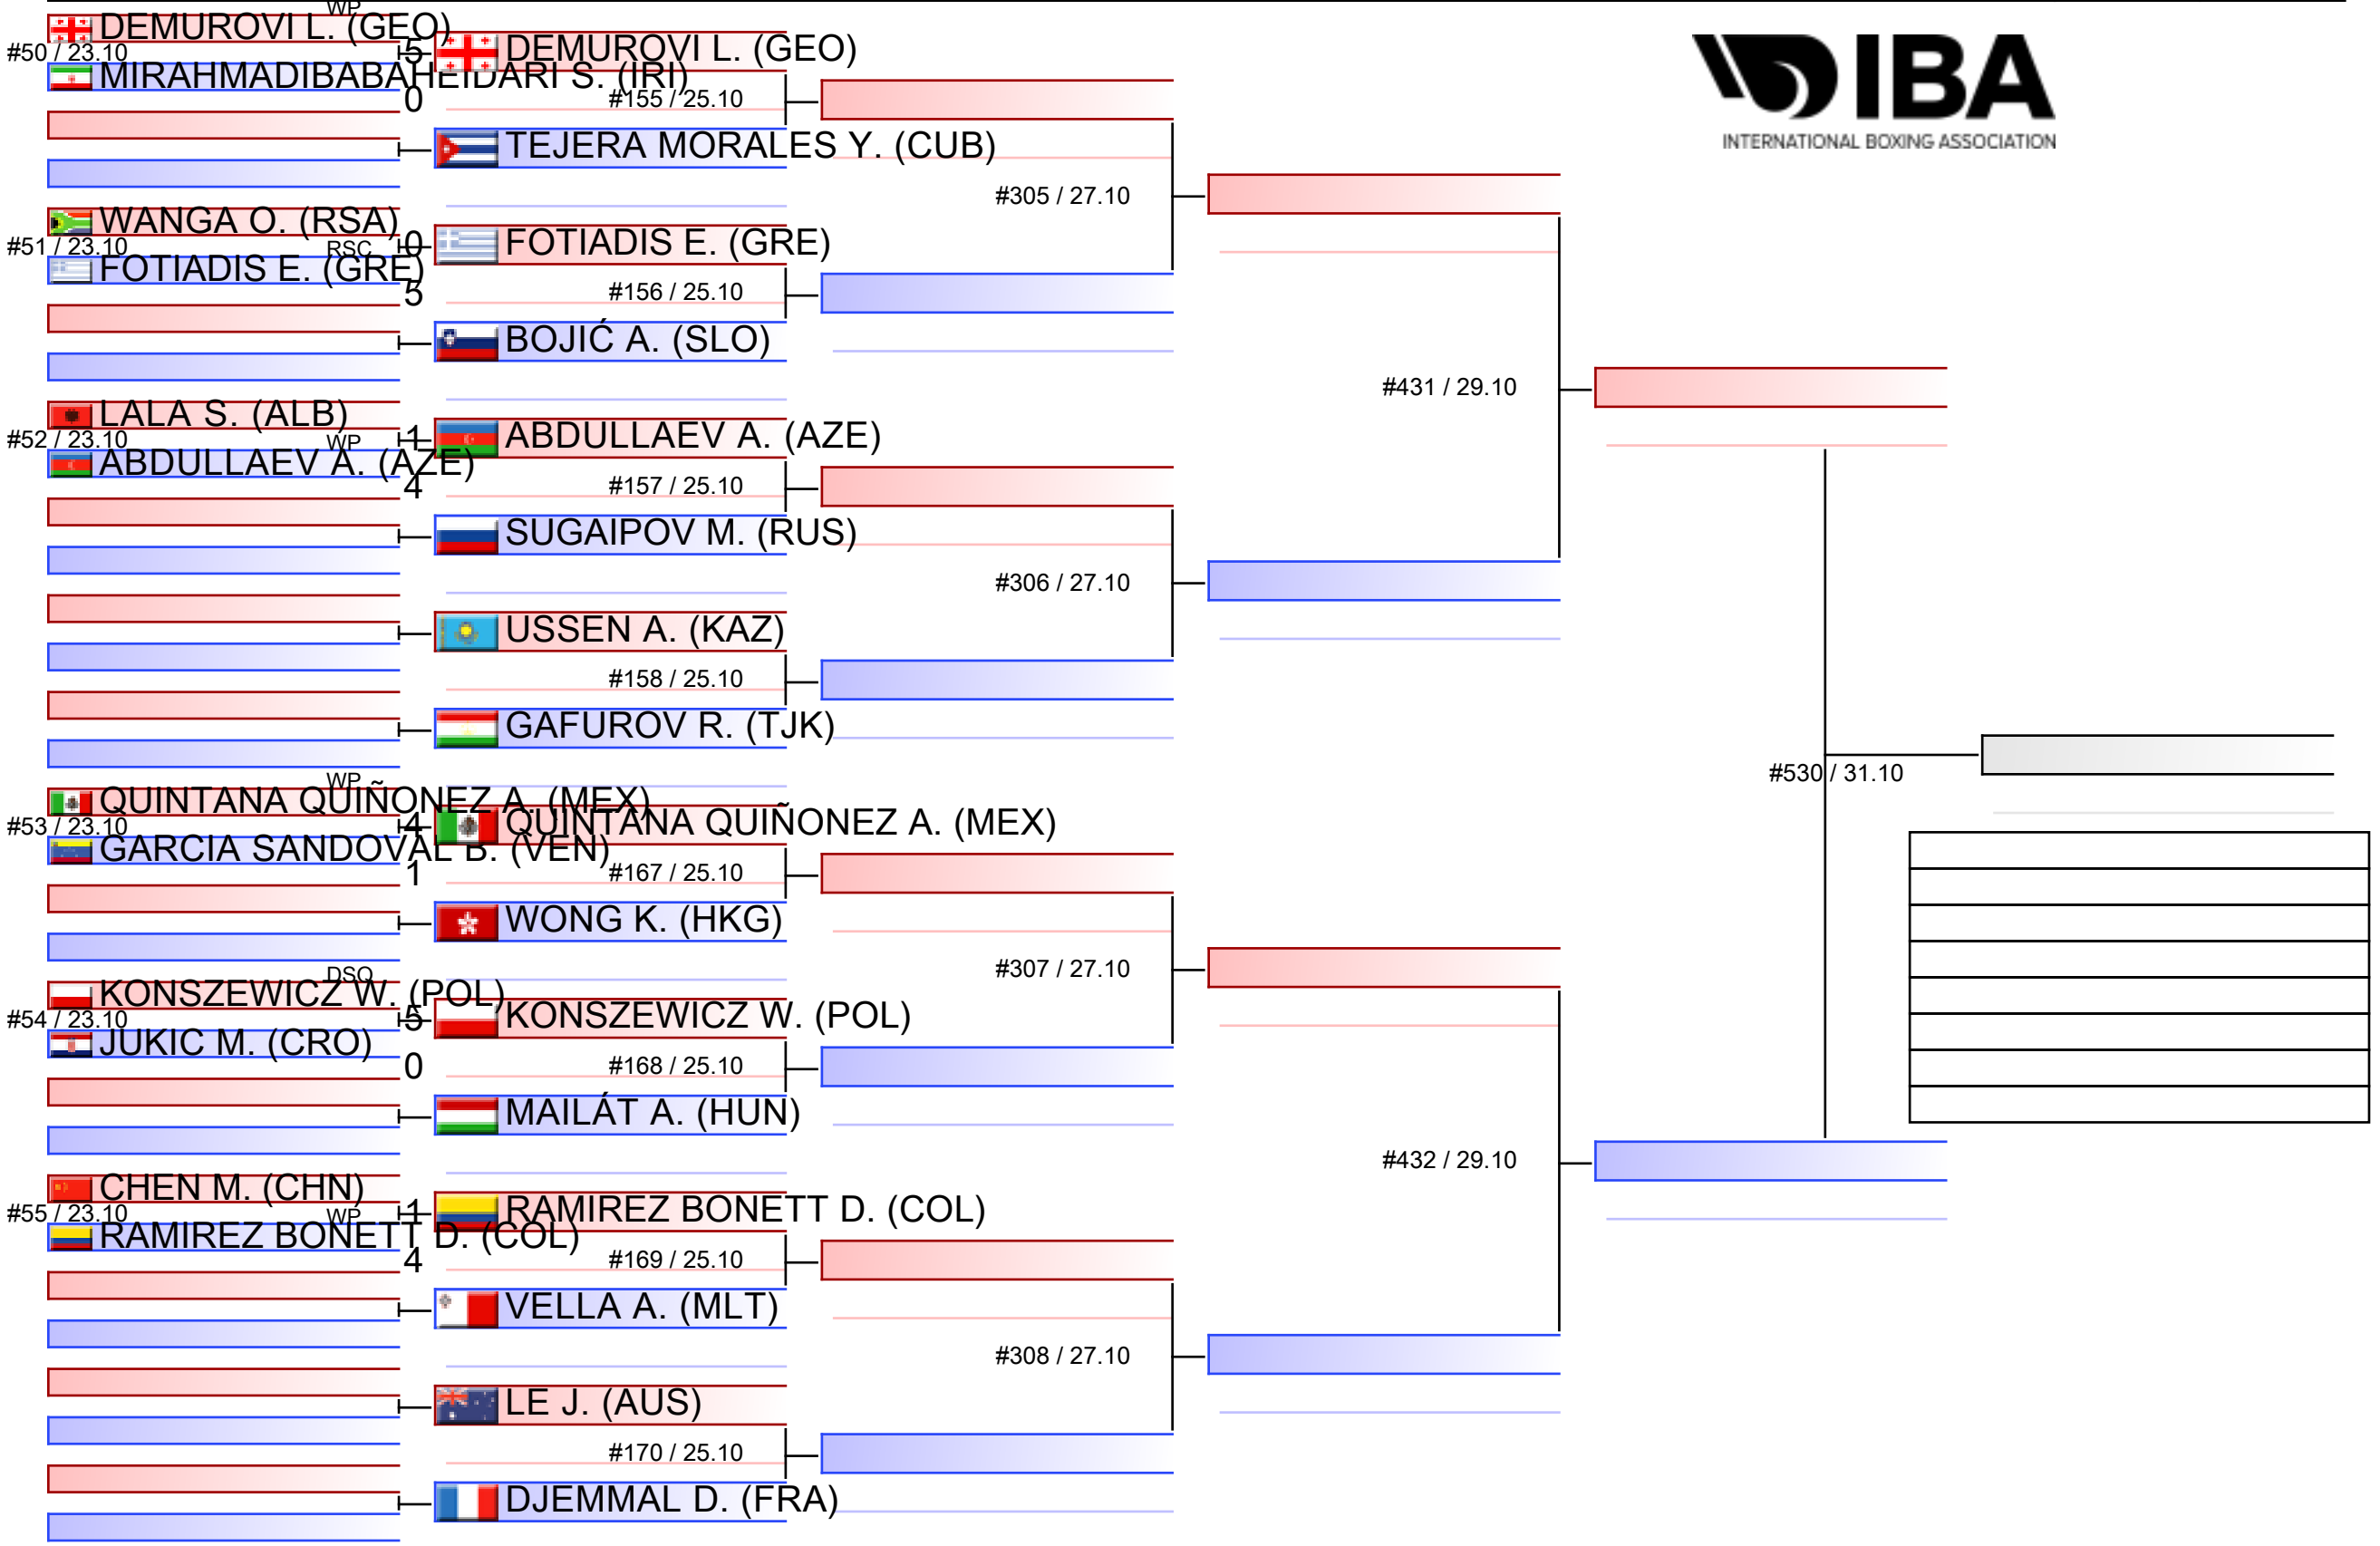 WP
DEMUROVI L. (GEO)
#50 / 23.10
5
MIRAHMADIBABAHEIDARI S. (IRI)
0
WANGA O. (RSA)
#51 / 23.10
RSC
0
FOTIADIS E. (GRE)
5
LALA S. (ALB)
#52 / 23.10
WP
1
ABDULLAEV A. (AZE)
4
WP
QUINTANA QUIÑONEZ A. (MEX)
#53 / 23.10
4
GARCIA SANDOVAL B. (VEN)
1
DSQ
KONSZEWICZ W. (POL)
#54 / 23.10
5
JUKIC M. (CRO)
0
CHEN M. (CHN)
#55 / 23.10
WP
1
RAMIREZ BONETT D. (COL)
4
DEMUROVI L. (GEO)
#155 / 25.10
TEJERA MORALES Y. (CUB)
FOTIADIS E. (GRE)
#156 / 25.10
BOJIĆ A. (SLO)
ABDULLAEV A. (AZE)
#157 / 25.10
SUGAIPOV M. (RUS)
USSEN A. (KAZ)
#158 / 25.10
GAFUROV R. (TJK)
QUINTANA QUIÑONEZ A. (MEX)
#167 / 25.10
WONG K. (HKG)
KONSZEWICZ W. (POL)
#168 / 25.10
MAILÁT A. (HUN)
RAMIREZ BONETT D. (COL)
#169 / 25.10
VELLA A. (MLT)
LE J. (AUS)
#170 / 25.10
DJEMMAL D. (FRA)
#305 / 27.10
#306 / 27.10
#307 / 27.10
#308 / 27.10
#431 / 29.10
#432 / 29.10
#530 / 31.10
IBA
INTERNATIONAL BOXING ASSOCIATION